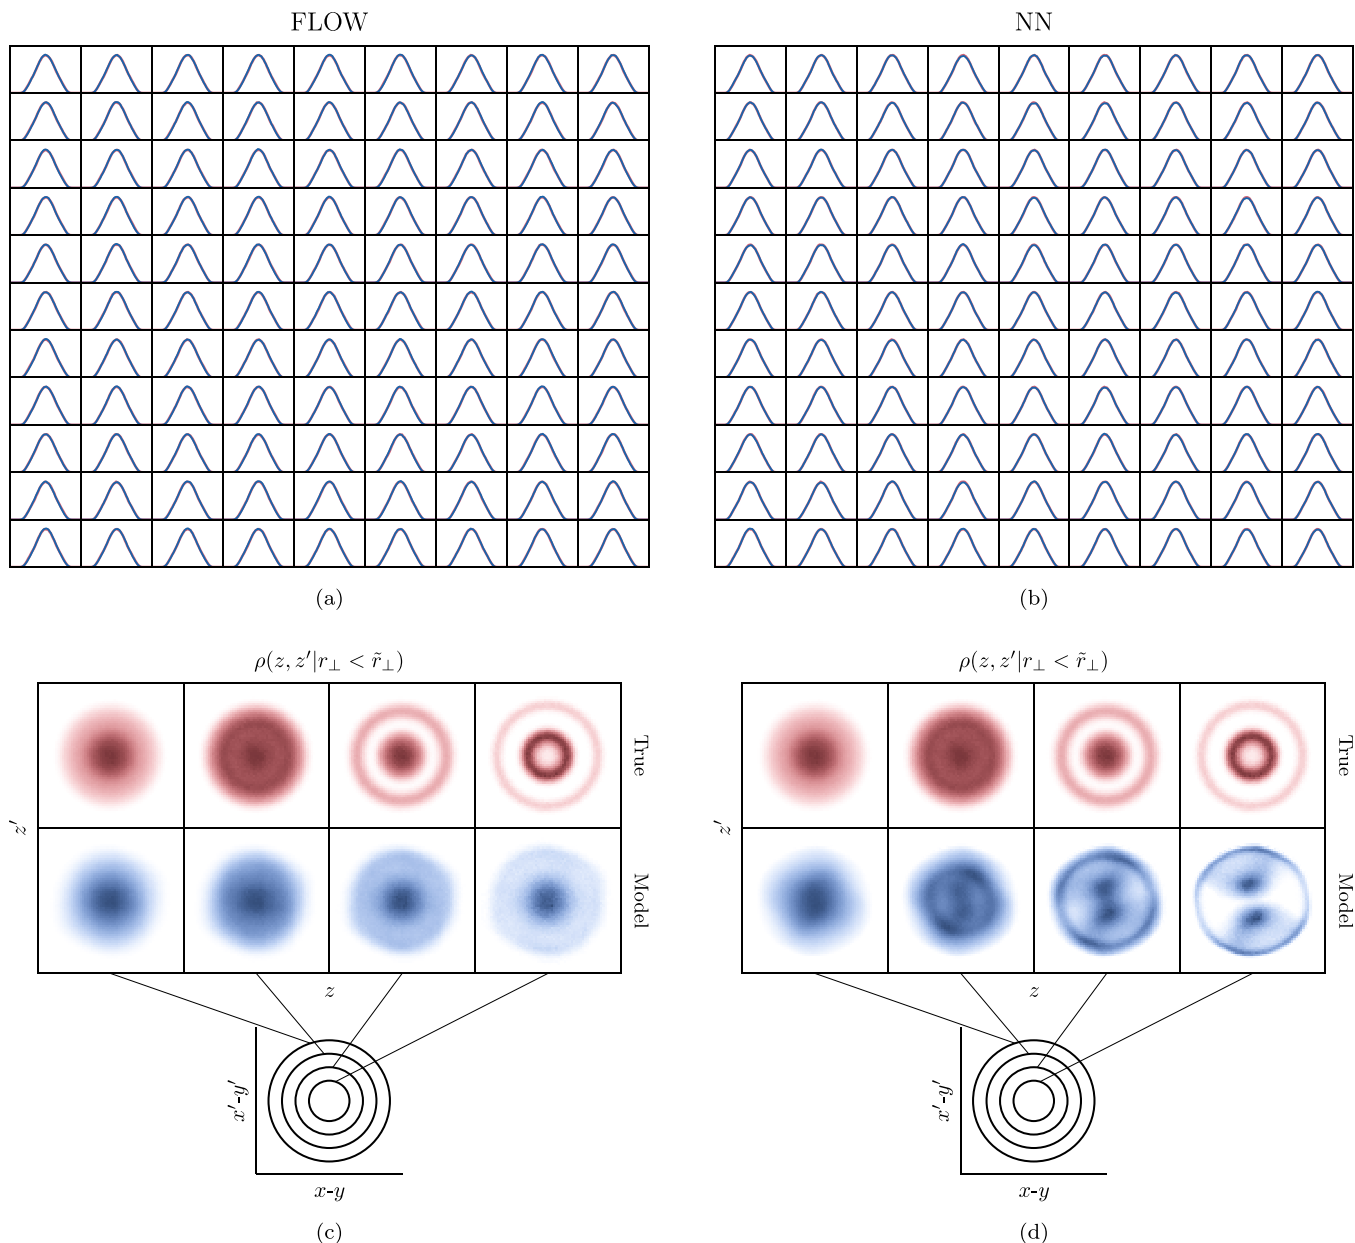 FLOW
NN
(a)
(b)
ρ(z, z′|r⊥ < r̃⊥)
ρ(z, z′|r⊥ < r̃⊥)
z′
True
Model
z
z′
True
Model
z
x′-y′
x-y
x′-y′
x-y
(c)
(d)